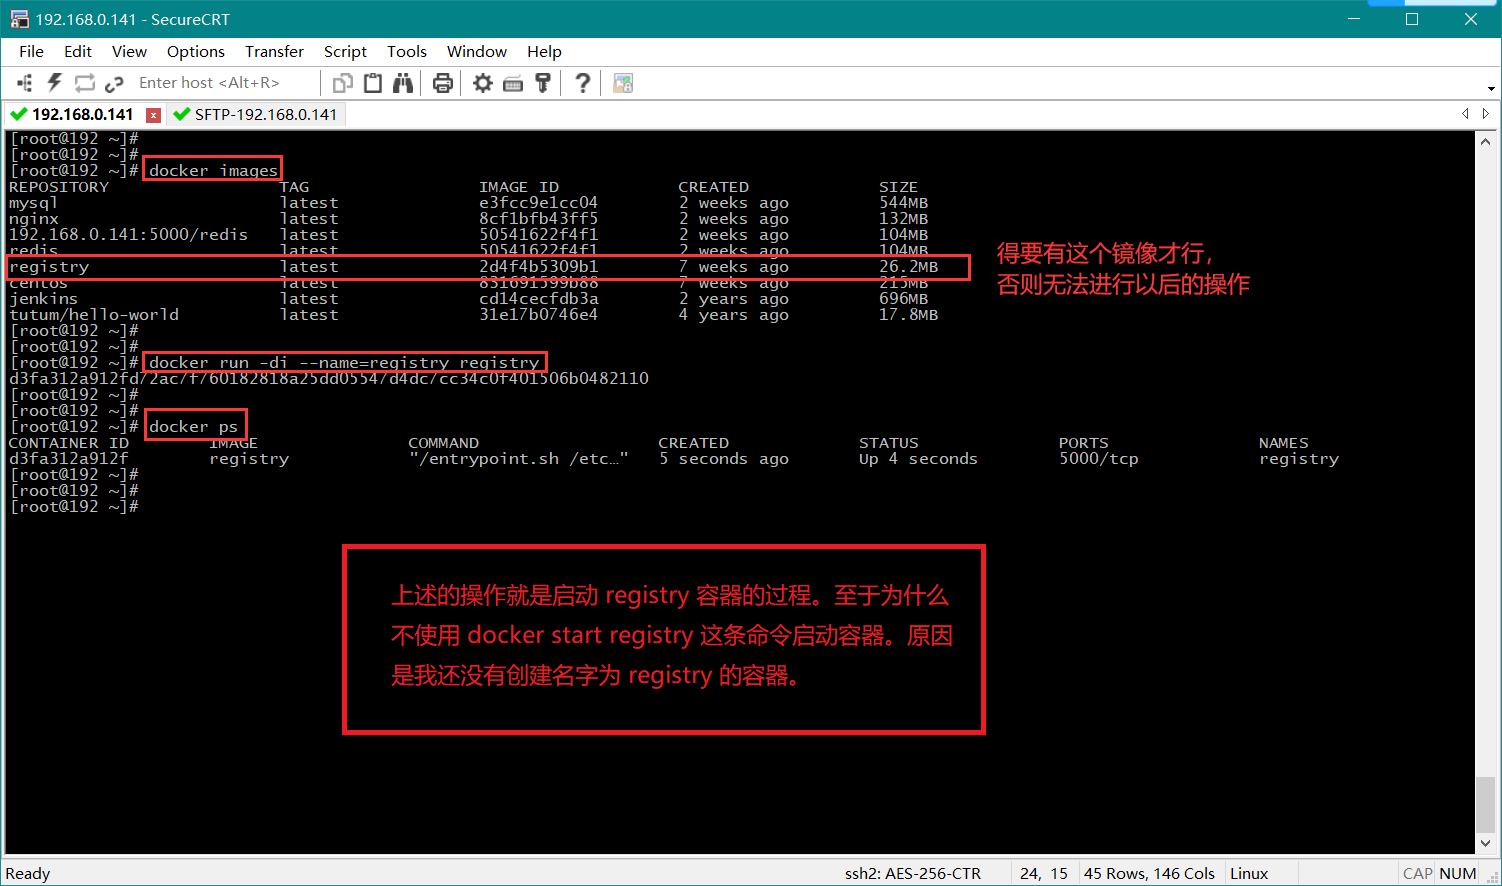 192.168.0.141 - SecureCRT
File Edit View Options Transfer Script Tools Window Help
Enter host <Alt+R>
192.168.0.141 SFTP-192.168.0.141
[root@192 ~]#
[root@192 ~]#
[root@192 ~]# docker images
REPOSITORY TAG IMAGE ID CREATED SIZE
mysql latest e3fcc9e1cc04 2 weeks ago 544MB
nginx latest 8cf1bfb43ff5 2 weeks ago 132MB
192.168.0.141:5000/redis latest 50541622f4f1 2 weeks ago 104MB
redis latest 50541622f4f1 2 weeks ago 104MB
registry latest 2d4f4b5309b1 7 weeks ago 26.2MB
centos latest 831691599b88 7 weeks ago 215MB
jenkins latest cd14cecfdb3a 2 years ago 696MB
tutum/hello-world latest 31e17b0746e4 4 years ago 17.8MB
得要有这个镜像才行，
否则无法进行以后的操作
[root@192 ~]#
[root@192 ~]#
[root@192 ~]# docker run -di --name=registry registry
[root@192 ~]#
[root@192 ~]#
[root@192 ~]# docker ps
CONTAINER ID IMAGE COMMAND CREATED STATUS PORTS NAMES
d3fa312a912f registry "/entrypoint.sh /etc…" 5 seconds ago Up 4 seconds 5000/tcp registry
[root@192 ~]#
[root@192 ~]#
[root@192 ~]#
上述的操作就是启动 registry 容器的过程。至于为什么
不使用 docker start registry 这条命令启动容器。原因
是我还没有创建名字为 registry 的容器。
Ready ssh2: AES-256-CTR 24, 15 45 Rows, 146 Cols Linux CAP NUM